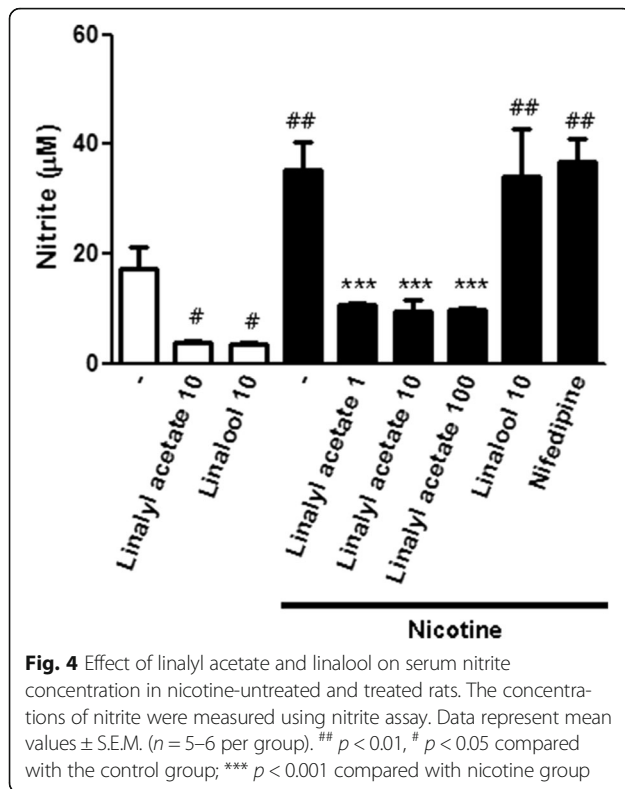 60
40
20
0
Nitrite (μM)
#
#
##
***
***
***
##
##
-
Linalyl acetate 10
Linalool 10
-
Linalyl acetate 1
Linalyl acetate 10
Linalyl acetate 100
Linalool 10
Nifedipine
Nicotine
Fig. 4 Effect of linalyl acetate and linalool on serum nitrite
concentration in nicotine-untreated and treated rats. The concentra-
tions of nitrite were measured using nitrite assay. Data represent mean
values ± S.E.M. (n = 5–6 per group). ## p < 0.01, # p < 0.05 compared
with the control group; *** p < 0.001 compared with nicotine group